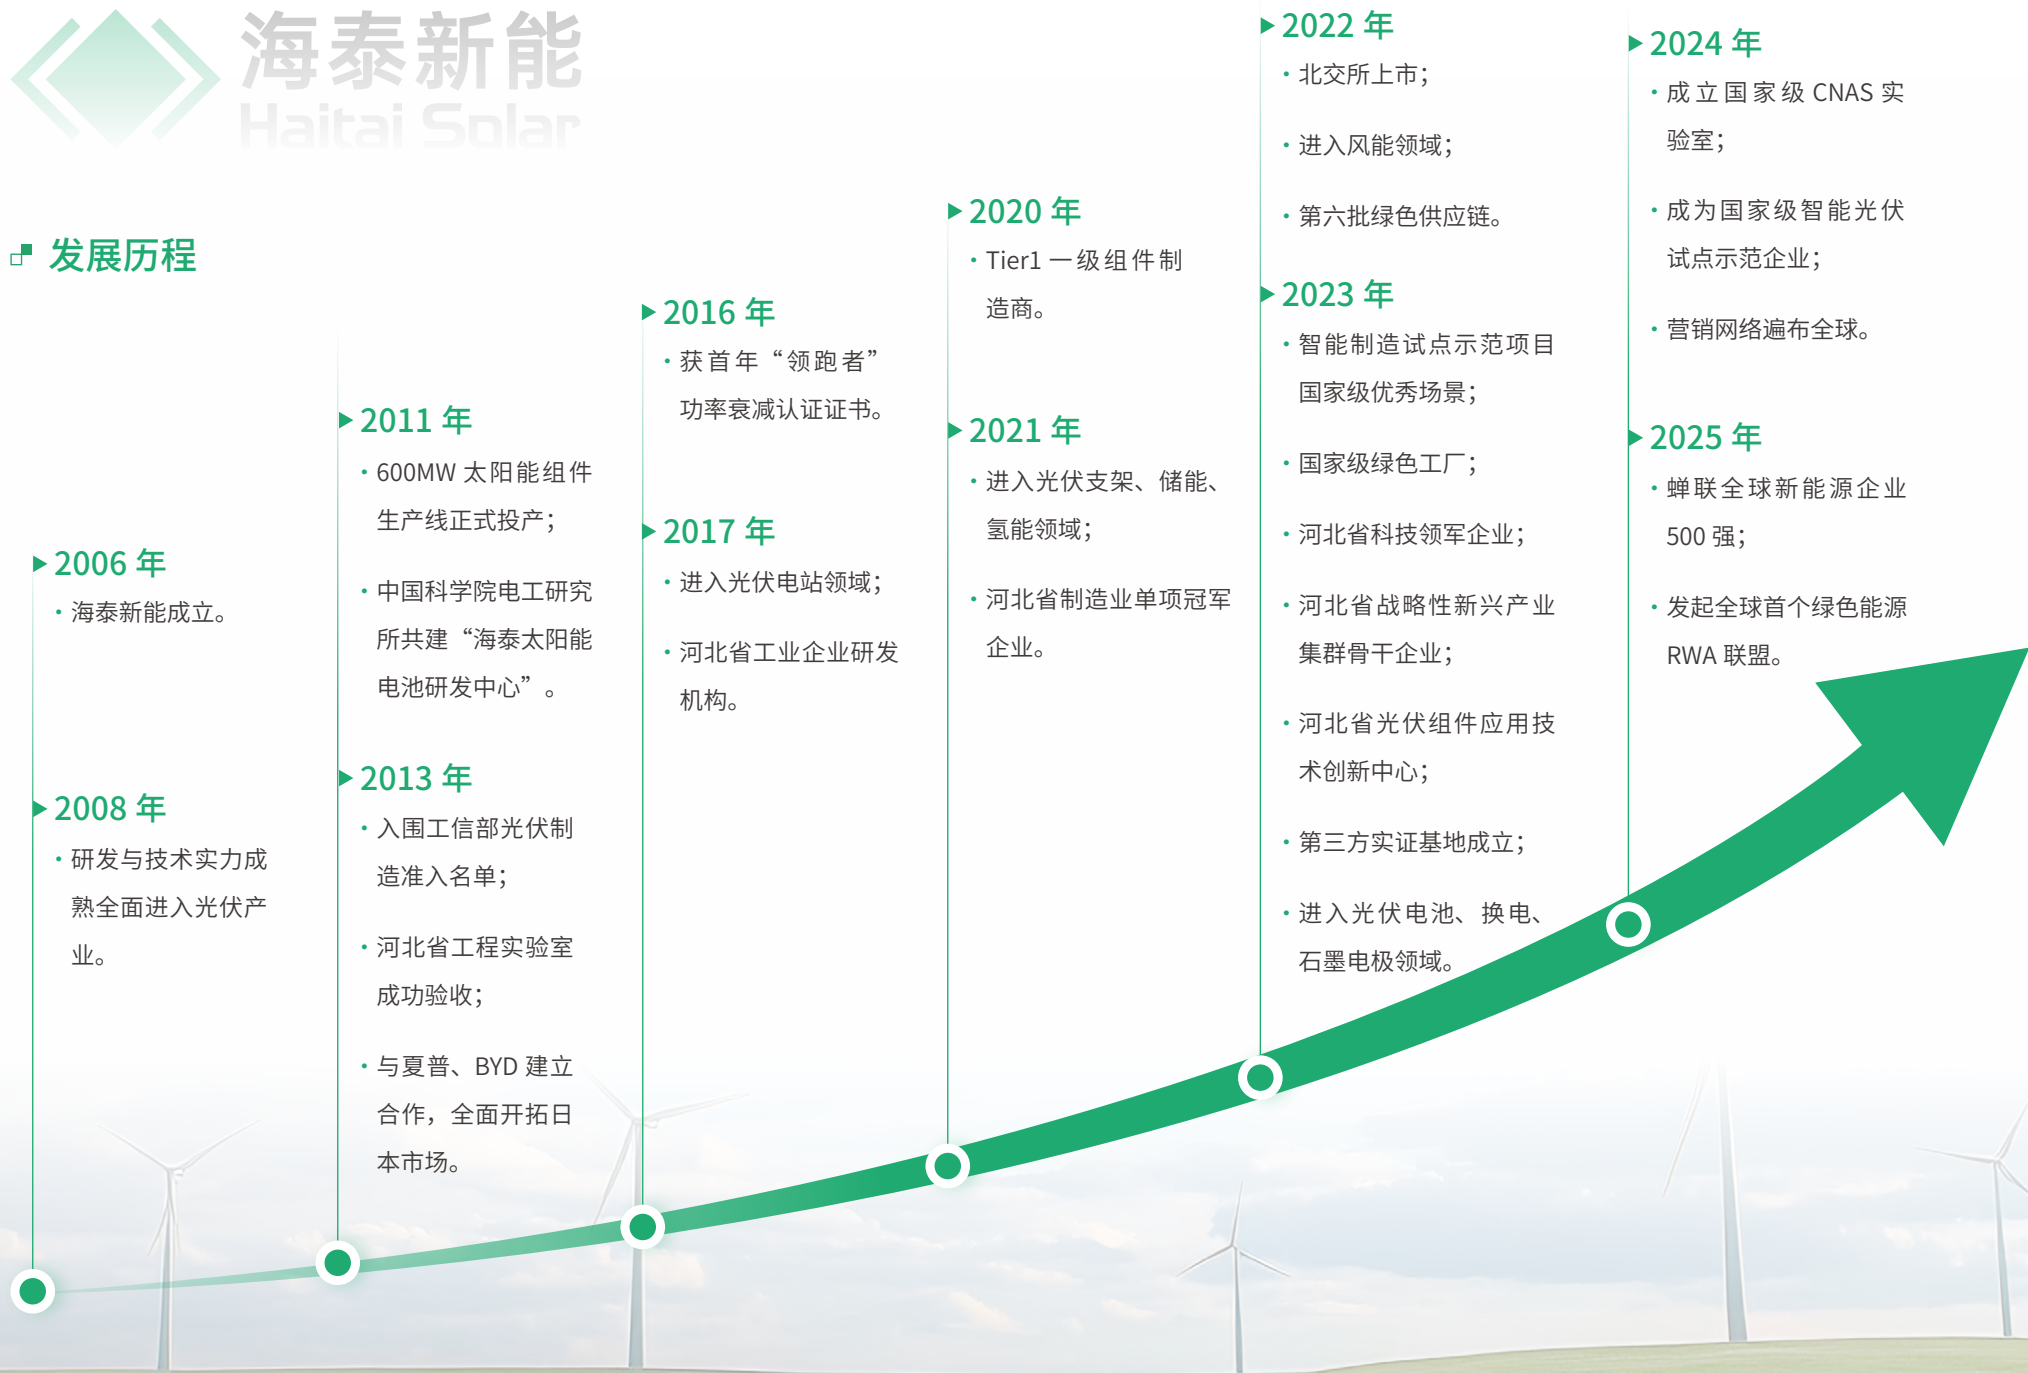 海泰新能
Haitai Solar
发展历程
2006 年
·海泰新能成立。
2008 年
·研发与技术实力成
熟全面进入光伏产
业。
2011 年
·600MW 太阳能组件
生产线正式投产；
·中国科学院电工研究
所共建“海泰太阳能
电池研发中心”。
2013 年
·入围工信部光伏制
造准入名单；
·河北省工程实验室
成功验收；
·与夏普、BYD 建立
合作，全面开拓日
本市场。
2016 年
·获首年“领跑者”
功率衰减认证证书。
2017 年
·进入光伏电站领域；
·河北省工业企业研发
机构。
2020 年
·Tier1 一级组件制
造商。
2021 年
·进入光伏支架、储能、
氢能领域；
·河北省制造业单项冠军
企业。
2022 年
·北交所上市；
·进入风能领域；
·第六批绿色供应链。
2023 年
·智能制造试点示范项目
国家级优秀场景；
·国家级绿色工厂；
·河北省科技领军企业；
·河北省战略性新兴产业
集群骨干企业；
·河北省光伏组件应用技
术创新中心；
·第三方实证基地成立；
·进入光伏电池、换电、
石墨电极领域。
2024 年
·成立国家级 CNAS 实
验室；
·成为国家级智能光伏
试点示范企业；
·营销网络遍布全球。
2025 年
·蝉联全球新能源企业
500 强；
·发起全球首个绿色能源
RWA 联盟。